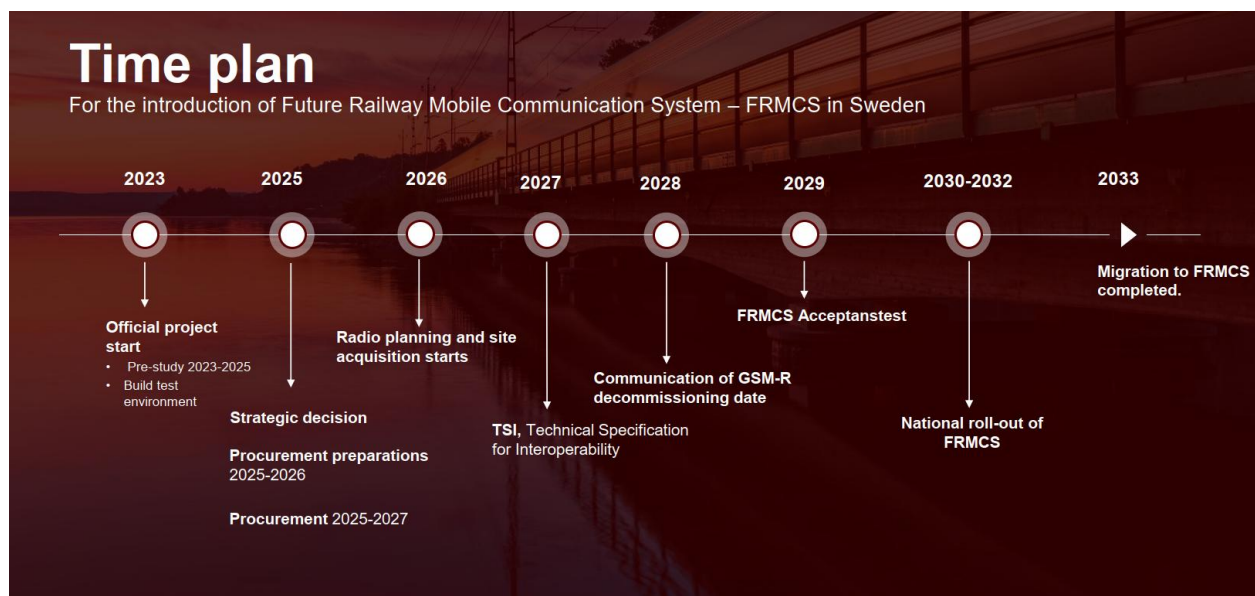 Time plan
For the introduction of Future Railway Mobile Communication System – FRMCS in Sweden
2023
2025
2026
2027
2028
2029
2030-2032
2033
Official project
start
• Pre-study 2023-2025
• Build test
environment
Strategic decision
Procurement preparations
2025-2026
Procurement 2025-2027
Radio planning and site
acquisition starts
TSI, Technical Specification
for Interoperability
Communication of GSM-R
decommissioning date
FRMCS Acceptanstest
National roll-out of
FRMCS
Migration to FRMCS
completed.